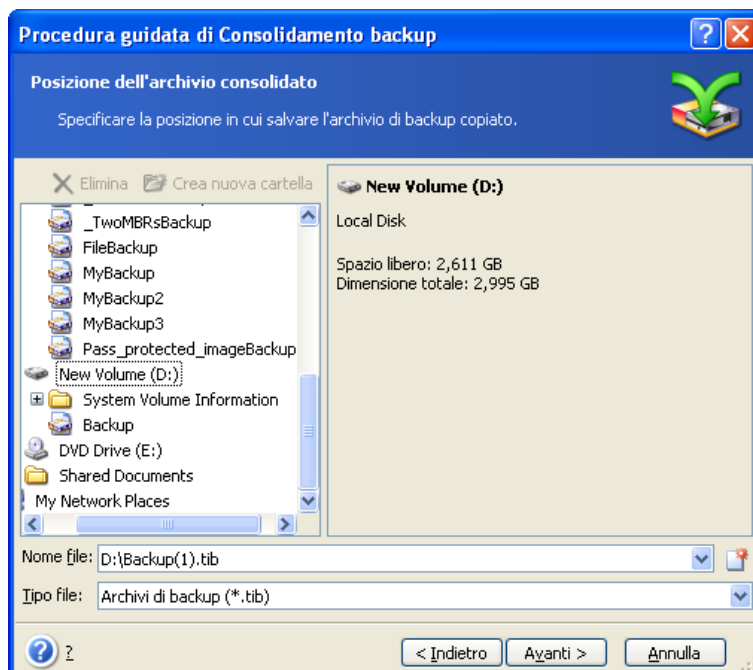 Procedura guidata di Consolidamento backup
Posizione dell'archivio consolidato
Specificare la posizione in cui salvare l'archivio di backup copiato.
Elimina Crea nuova cartella
_TwoMBRsBackup
FileBackup
MyBackup
MyBackup2
MyBackup3
Pass_protected_imageBackup
New Volume (D:)
System Volume Information
Backup
DVD Drive (E:)
Shared Documents
My Network Places
New Volume (D:)
Local Disk
Spazio libero: 2,611 GB
Dimensione totale: 2,995 GB
Nome file: D:\Backup(1).tib
Tipo file: Archivi di backup (*.tib)
?
< Indietro
Avanti >
Annulla